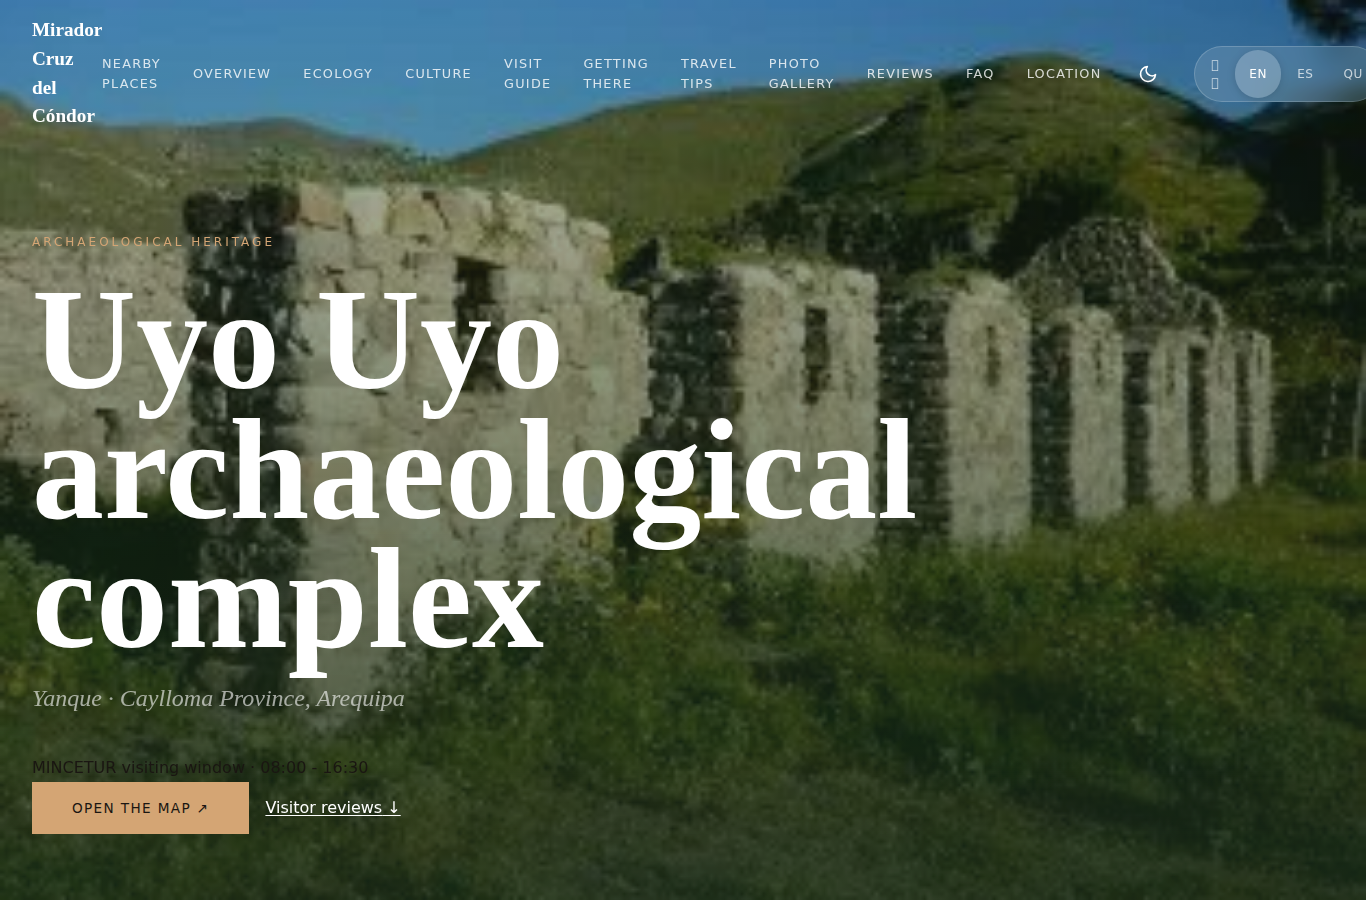 Mirador
Cruz
del
Cóndor
NEARBY
PLACES
OVERVIEW
ECOLOGY
CULTURE
VISIT
GUIDE
GETTING
THERE
TRAVEL
TIPS
PHOTO
GALLERY
REVIEWS
FAQ
LOCATION
EN
ES
QU
ARCHAEOLOGICAL HERITAGE
Uyo Uyo
archaeological
complex
Yanque · Caylloma Province, Arequipa
MINCETUR visiting window · 08:00 - 16:30
OPEN THE MAP ↗
Visitor reviews ↓